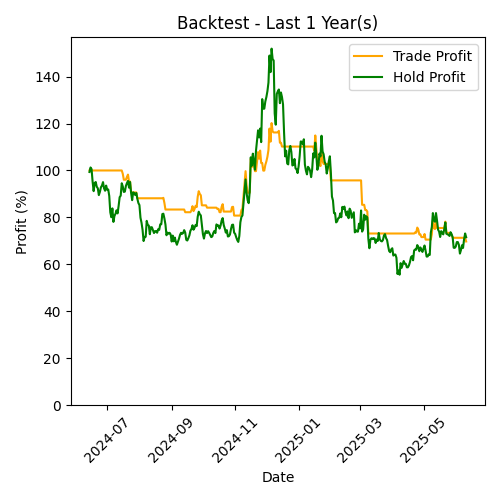 Backtest - Last 1 Year(s)
Trade Profit
Hold Profit
Profit (%)
140
120
100
80
60
40
20
0
2024-07
2024-09
2024-11
2025-01
2025-03
2025-05
Date